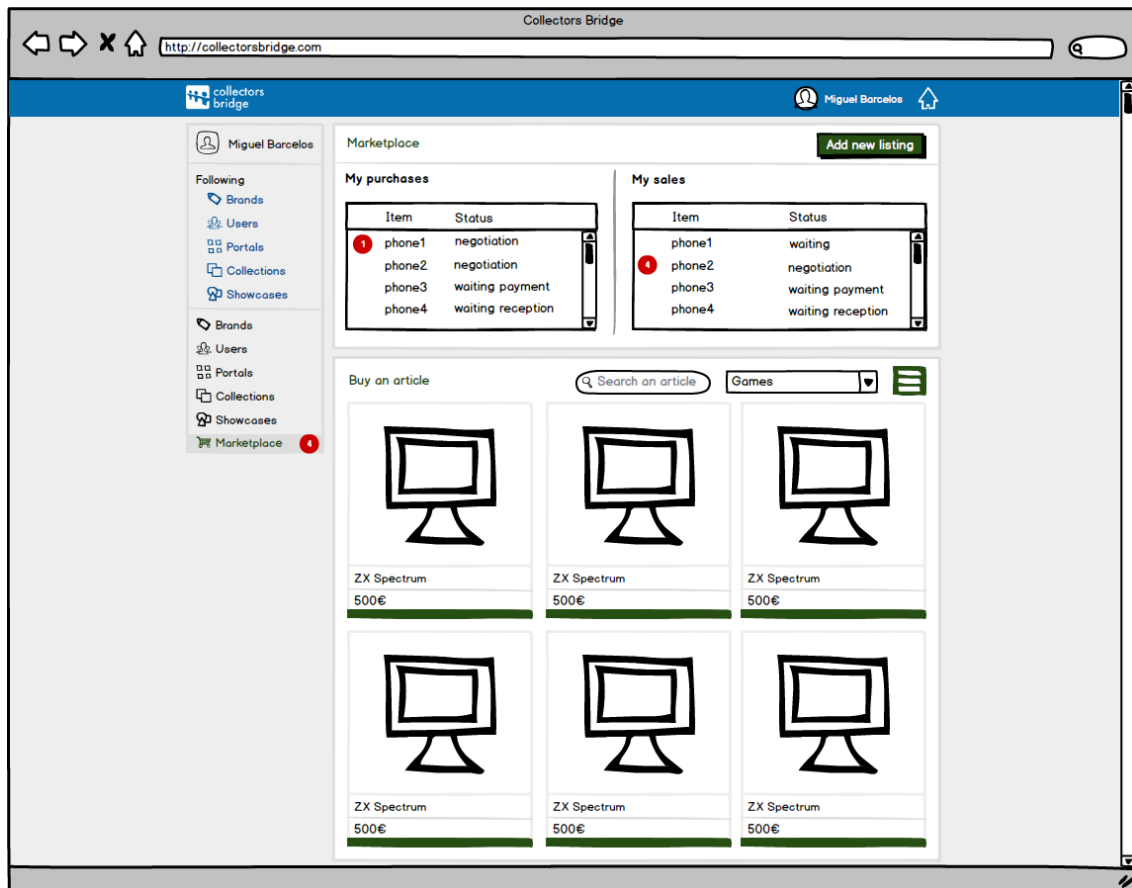 Collectors Bridge
http://collectorsbridge.com
collectors
bridge
Miguel Barcelos
Miguel Barcelos
Following
Brands
Users
Portals
Collections
Showcases
Brands
Users
Portals
Collections
Showcases
Marketplace 4
Marketplace
Add new listing
My purchases
Item Status
1 phone1 negotiation
phone2 negotiation
phone3 waiting payment
phone4 waiting reception
My sales
Item Status
phone1 waiting
4 phone2 negotiation
phone3 waiting payment
phone4 waiting reception
Buy an article
Search an article
Games
ZX Spectrum
500€
ZX Spectrum
500€
ZX Spectrum
500€
ZX Spectrum
500€
ZX Spectrum
500€
ZX Spectrum
500€